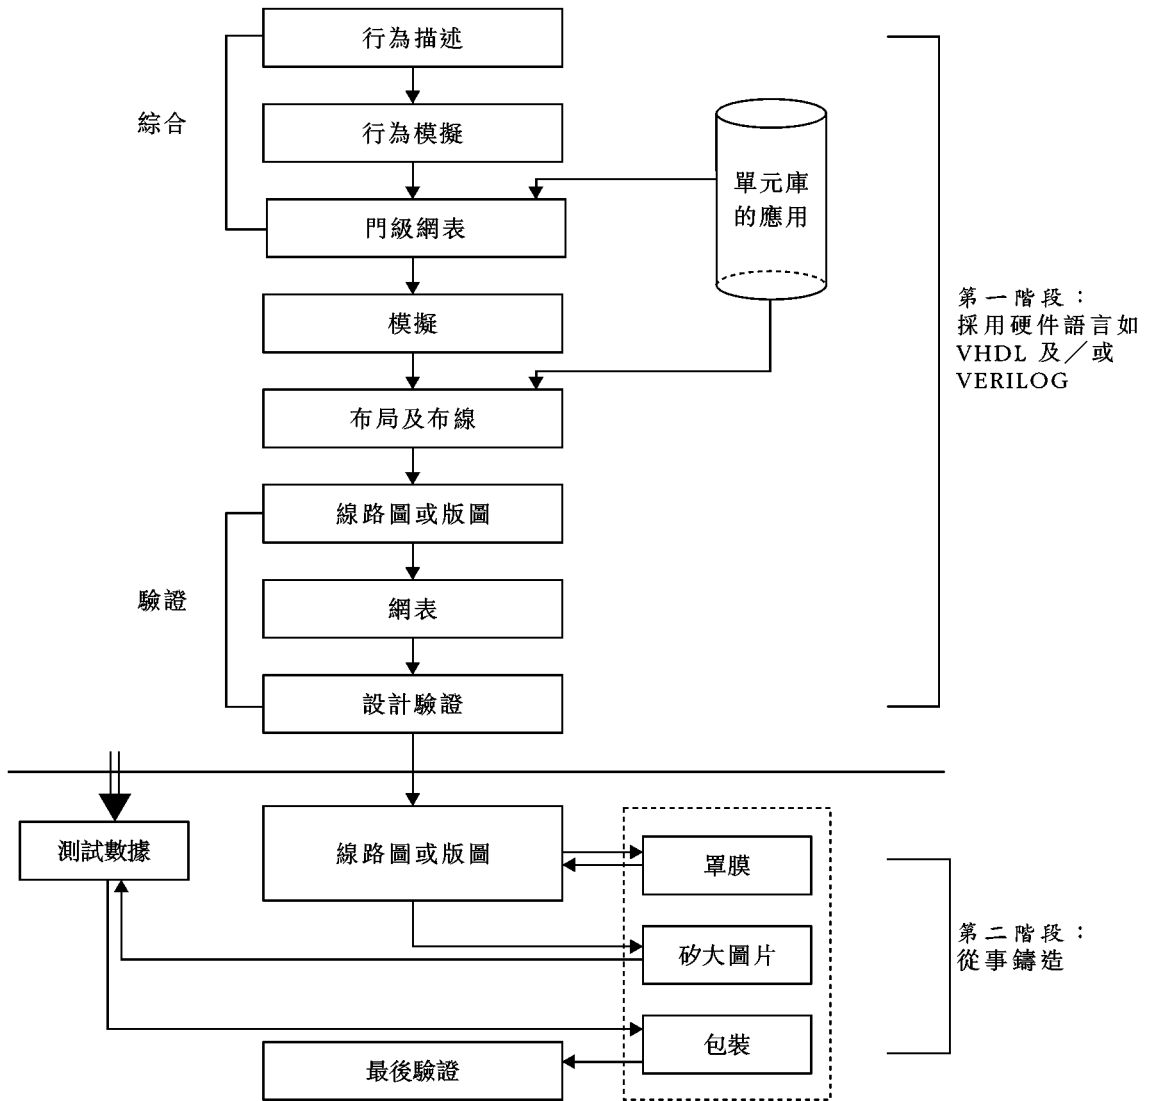 行為描述
綜合
行為模擬
門級網表
單元庫
的應用
模擬
第一階段：
採用硬件語言如
VHDL 及／或
VERILOG
布局及布線
線路圖或版圖
驗證
網表
設計驗證
測試數據
線路圖或版圖
罩膜
矽大圖片
第二階段：
從事鑄造
包裝
最後驗證